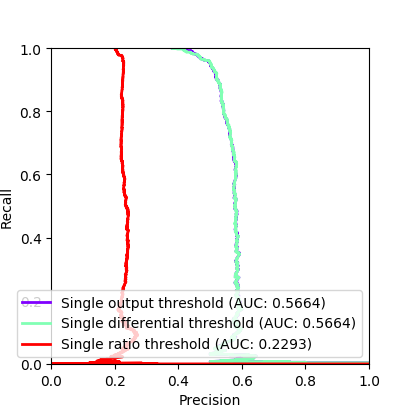 1.0
0.8
0.6
0.4
0.2
0.0
Recall
Single output threshold (AUC: 0.5664)
Single differential threshold (AUC: 0.5664)
Single ratio threshold (AUC: 0.2293)
0.0 0.2 0.4 0.6 0.8 1.0
Precision